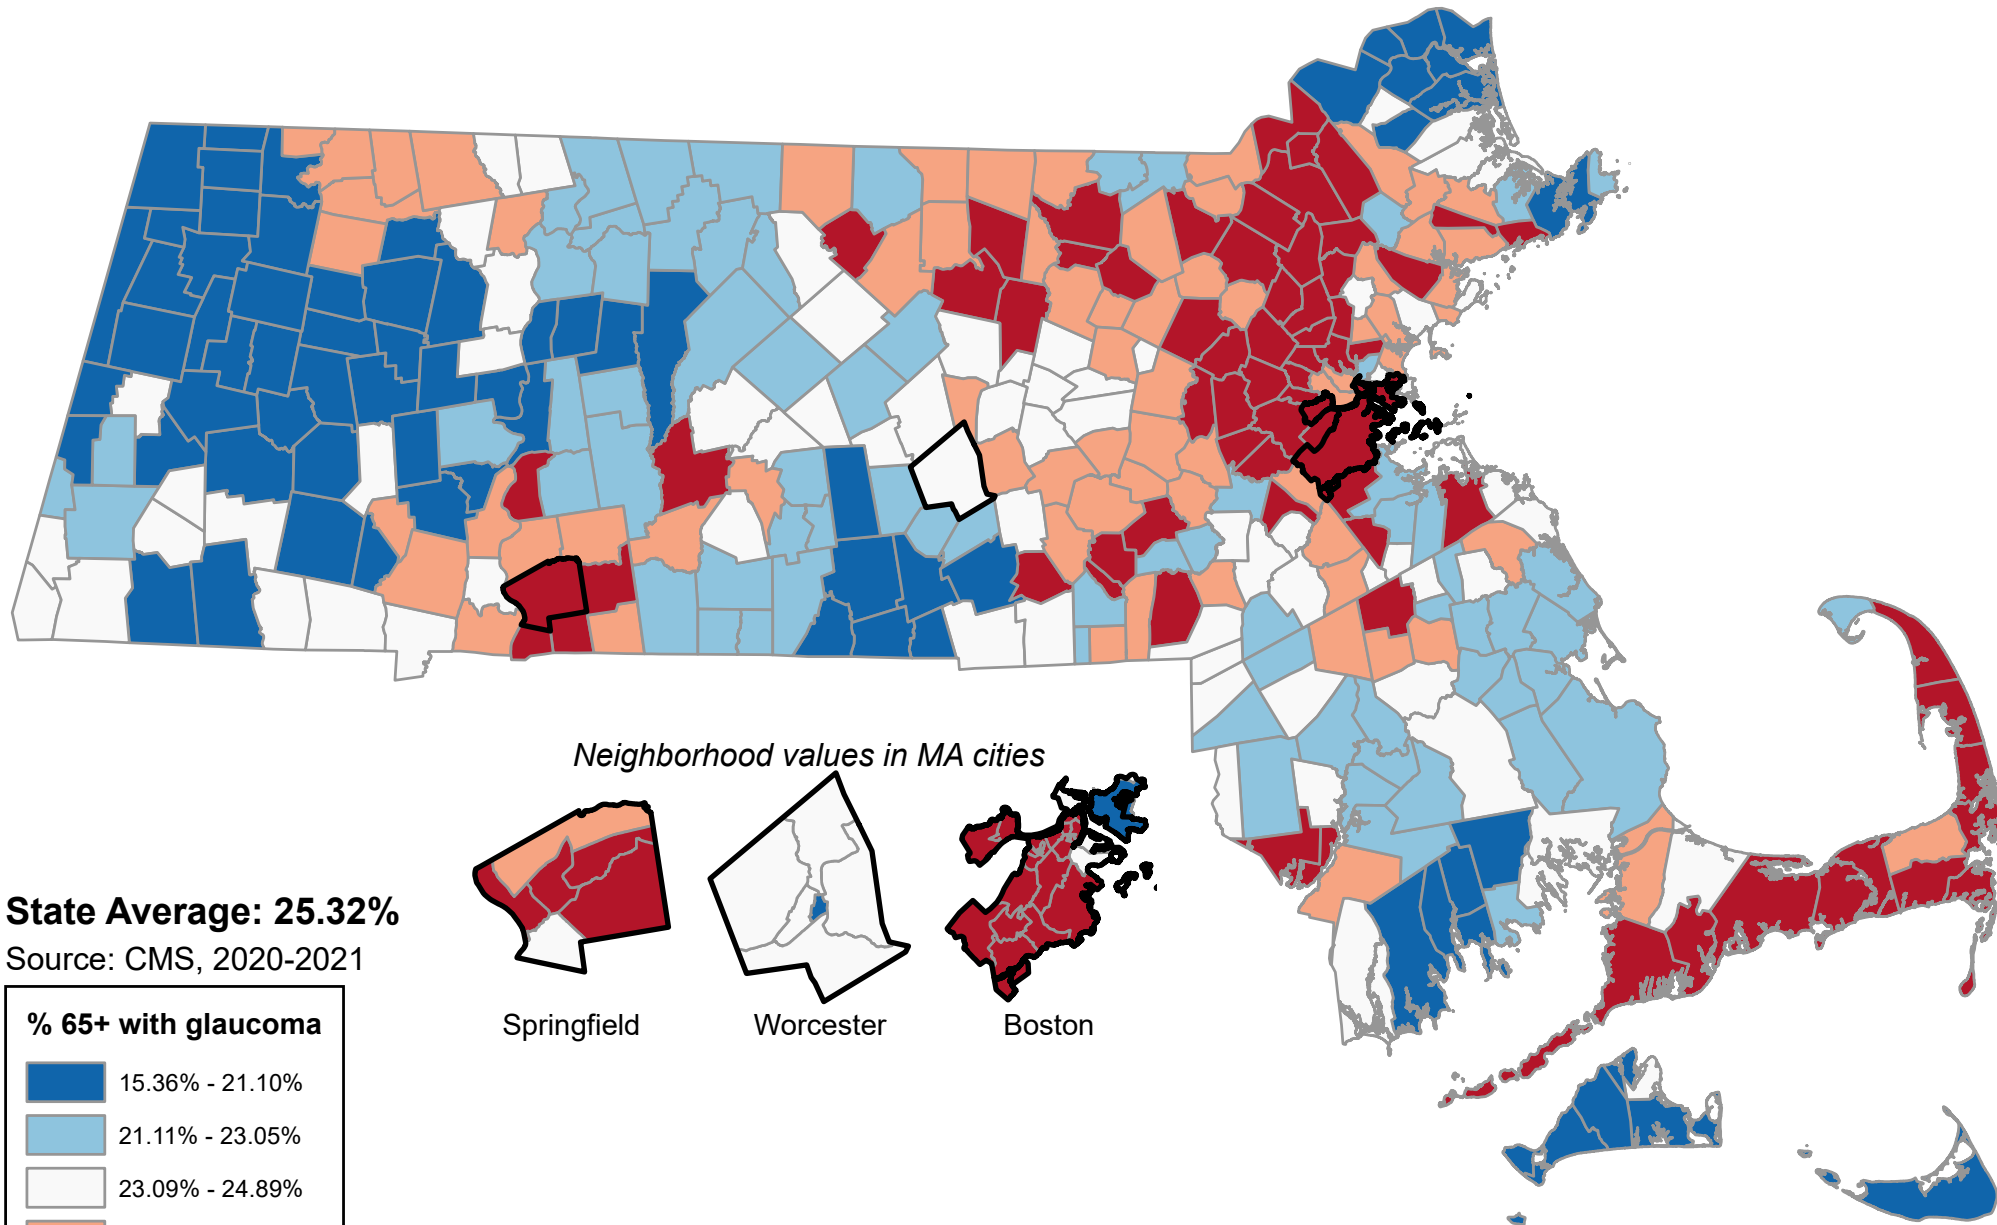 Neighborhood values in MA cities
Springfield
Worcester
Boston
State Average: 25.32%
Source: CMS, 2020-2021
% 65+ with glaucoma
15.36% - 21.10%
21.11% - 23.05%
23.09% - 24.89%